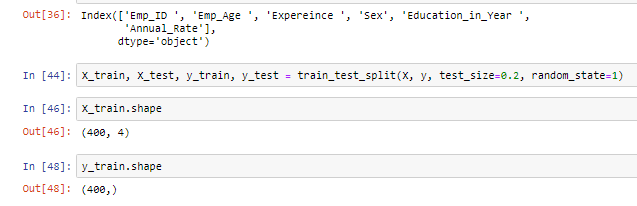 Out[36]: Index(['Emp_ID ', 'Emp_Age ', 'Expereince ', 'Sex', 'Education_in_Year ',
'Annual_Rate'],
dtype='object')
In [44]: X_train, X_test, y_train, y_test = train_test_split(X, y, test_size=0.2, random_state=1)
In [46]: X_train.shape
Out[46]: (400, 4)
In [48]: y_train.shape
Out[48]: (400,)